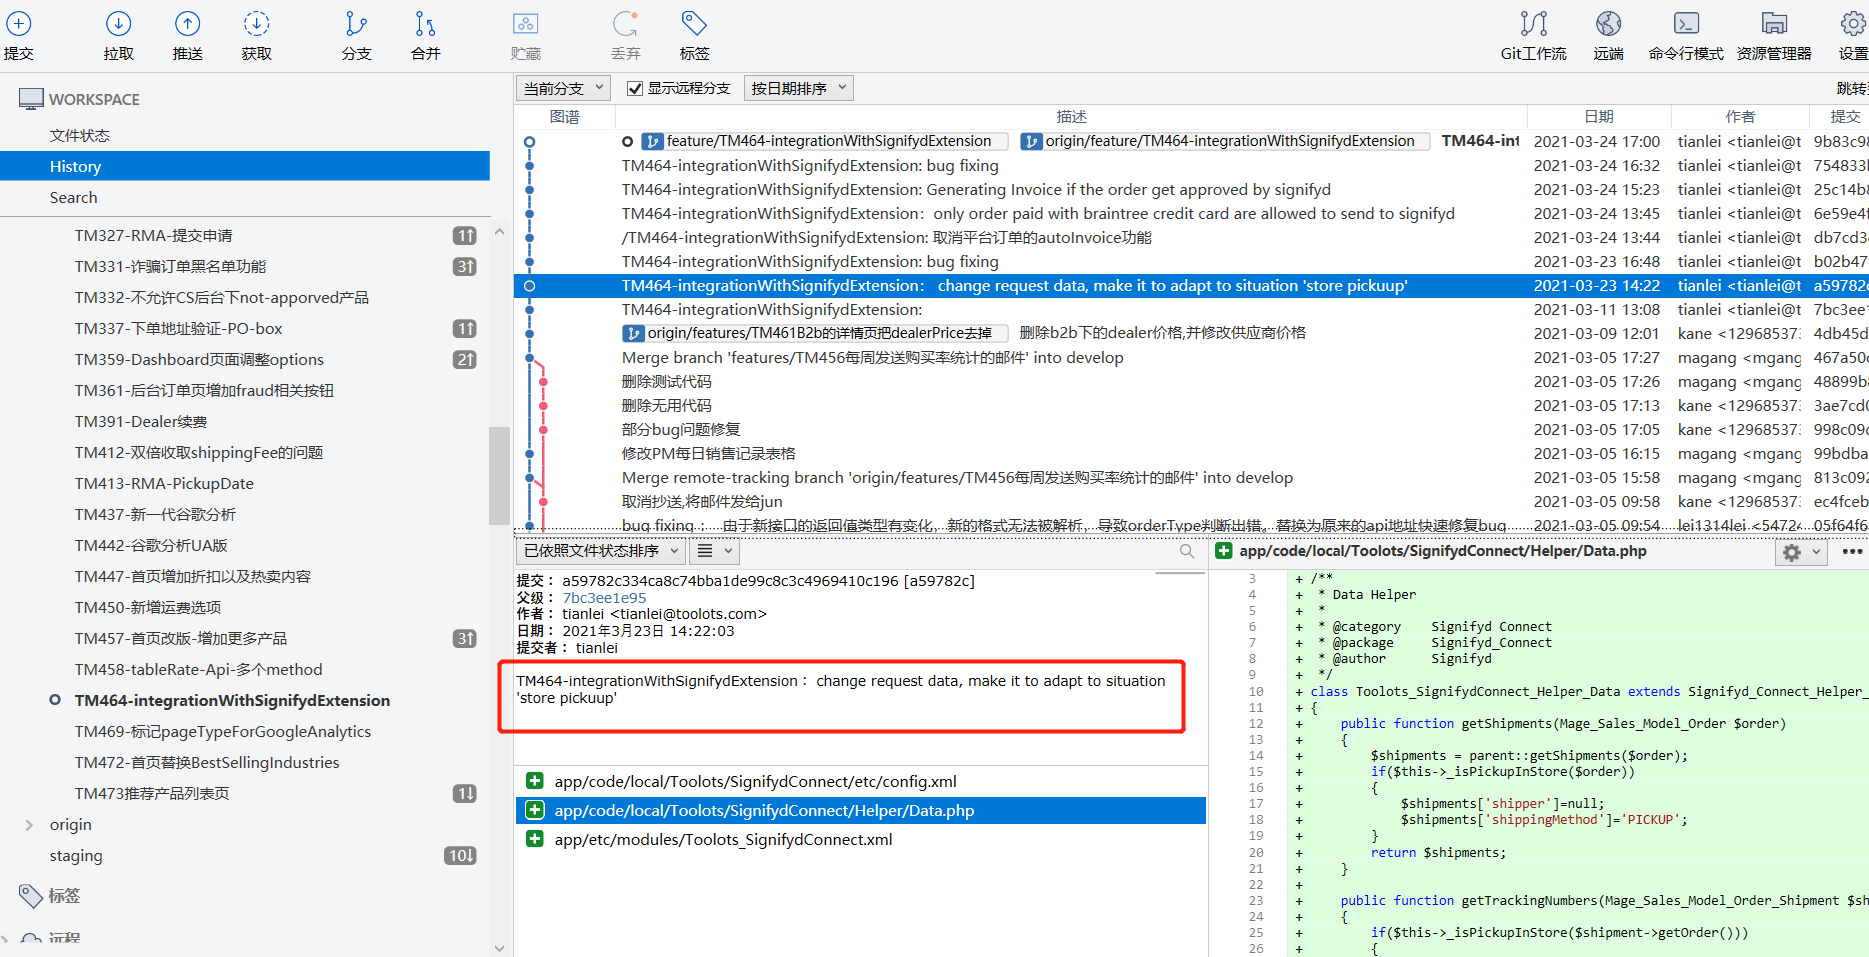 提交
拉取
推送
获取
分支
合并
贮藏
丢弃
标签
Git工作流
远端
命令行模式
资源管理器
设置
WORKSPACE
文件状态
History
Search
TM327-RMA-提交申请 1↑
TM331-诈骗订单黑名单功能 3↑
TM332-不允许CS后台下not-apporved产品
TM337-下单地址验证-PO-box 1↑
TM359-Dashboard页面调整options 2↑
TM361-后台订单页增加fraud相关按钮
TM391-Dealer续费
TM412-双倍收取shippingFee的问题
TM413-RMA-PickupDate
TM437-新一代谷歌分析
TM442-谷歌分析UA版
TM447-首页增加折扣以及热卖内容
TM450-新增运费选项
TM457-首页改版-增加更多产品 3↑
TM458-tableRate-Api-多个method
TM464-integrationWithSignifydExtension
TM469-标记pageTypeForGoogleAnalytics
TM472-首页替换BestSellingIndustries
TM473推荐产品列表页 1↓
origin
staging 10↓
标签
远程
当前分支 显示远程分支 按日期排序 跳转
图谱 描述 日期 作者 提交
feature/TM464-integrationWithSignifydExtension origin/feature/TM464-integrationWithSignifydExtension TM464-int 2021-03-24 17:00 tianlei <tianlei@t 9b83c98
TM464-integrationWithSignifydExtension: bug fixing 2021-03-24 16:32 tianlei <tianlei@t 754833
TM464-integrationWithSignifydExtension: Generating Invoice if the order get approved by signifyd 2021-03-24 15:23 tianlei <tianlei@t 25c14b8
TM464-integrationWithSignifydExtension：only order paid with braintree credit card are allowed to send to signifyd 2021-03-24 13:45 tianlei <tianlei@t 6e59e4f
/TM464-integrationWithSignifydExtension: 取消平台订单的autoInvoice功能 2021-03-24 13:44 tianlei <tianlei@t db7cd3
TM464-integrationWithSignifydExtension: bug fixing 2021-03-23 16:48 tianlei <tianlei@t b02b47
TM464-integrationWithSignifydExtension： change request data, make it to adapt to situation 'store pickuup' 2021-03-23 14:22 tianlei <tianlei@t a59782c
TM464-integrationWithSignifydExtension: 2021-03-11 13:08 tianlei <tianlei@t 7bc3ee1
origin/features/TM461B2b的详情页把dealerPrice去掉 删除b2b下的dealer价格,并修改供应商价格 2021-03-09 12:01 kane <129685373 4db45d
Merge branch 'features/TM456每周发送购买率统计的邮件' into develop 2021-03-05 17:27 magang <mgang 467a50
删除测试代码 2021-03-05 17:26 magang <mgang 48899b8
删除无用代码 2021-03-05 17:13 kane <129685373 3ae7cd0
部分bug问题修复 2021-03-05 17:05 kane <129685373 998c09
修改PM每日销售记录表格 2021-03-05 16:15 magang <mgang 99bdba
Merge remote-tracking branch 'origin/features/TM456每周发送购买率统计的邮件' into develop 2021-03-05 15:58 magang <mgang 813c092
取消抄送,将邮件发给jun 2021-03-05 09:58 kane <129685373 ec4fceb
bug fixing： 由于新接口的返回值类型有变化，新的格式无法被解析，导致orderType判断出错。替换为原来的api地址快速修复bug 2021-03-05 09:54 lei1314lei <54724 05f64f6
已依照文件状态排序
提交： a59782c334ca8c74bba1de99c8c3c4969410c196 [a59782c]
父级： 7bc3ee1e95
作者： tianlei <tianlei@toolots.com>
日期： 2021年3月23日 14:22:03
提交者： tianlei
TM464-integrationWithSignifydExtension： change request data, make it to adapt to situation
'store pickuup'
app/code/local/Toolots/SignifydConnect/etc/config.xml
app/code/local/Toolots/SignifydConnect/Helper/Data.php
app/etc/modules/Toolots_SignifydConnect.xml
app/code/local/Toolots/SignifydConnect/Helper/Data.php
3 + /**
4 + * Data Helper
5 + *
6 + * @category Signifyd Connect
7 + * @package Signifyd_Connect
8 + * @author Signifyd
9 + */
10 + class Toolots_SignifydConnect_Helper_Data extends Signifyd_Connect_Helper_
11 + {
12 + public function getShipments(Mage_Sales_Model_Order $order)
13 + {
14 + $shipments = parent::getShipments($order);
15 + if($this->_isPickupInStore($order))
16 + {
17 + $shipments['shipper']=null;
18 + $shipments['shippingMethod']='PICKUP';
19 + }
20 + return $shipments;
21 + }
22 +
23 + public function getTrackingNumbers(Mage_Sales_Model_Order_Shipment $sh
24 + {
25 + if($this->_isPickupInStore($shipment->getOrder()))
26 + {